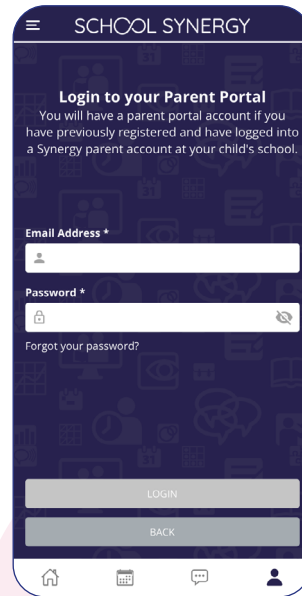 SCHOOL SYNERGY
Login to your Parent Portal
You will have a parent portal account if you
have previously registered and have logged into
a Synergy parent account at your child's school.
Email Address *
Password *
Forgot your password?
LOGIN
BACK